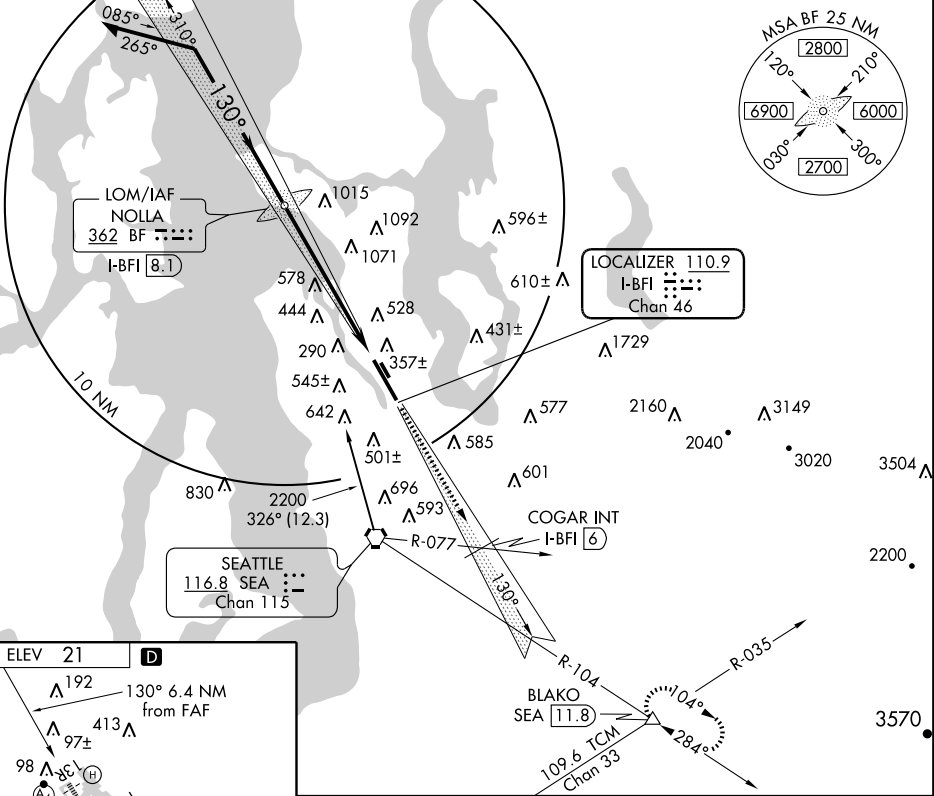 085°
265°
310°
130°
MSA BF 25 NM
2800
120°
210°
6900
6000
030°
300°
2700
LOM/IAF
NOLLA
362 BF
I-BFI 8.1
1015
1092
1071
596±
578
610±
LOCALIZER 110.9
I-BFI
Chan 46
444
528
431±
290
357±
1729
545±
10 NM
642
577
2160
3149
2040
585
501±
3020
3504
830
601
696
2200
326° (12.3)
593
COGAR INT
I-BFI 6
R-077
SEATTLE
116.8 SEA
Chan 115
2200
130°
R-104
R-035
ELEV 21 D
192
130° 6.4 NM
from FAF
BLAKO
SEA 11.8
104°
284°
413
97±
109.6 TCM
Chan 33
3570
98
13R
H
A